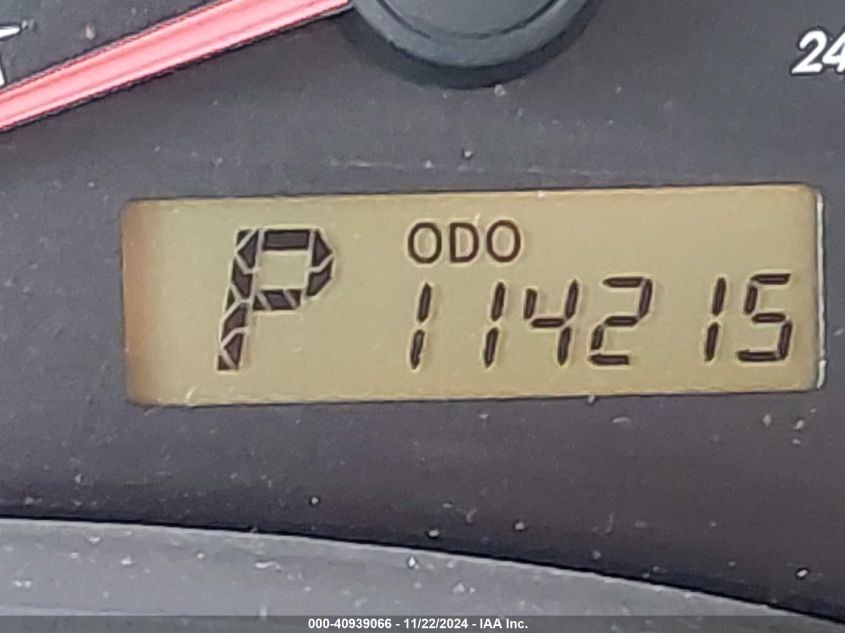 24
P ODO
114215
000-40939066 - 11/22/2024 - IAA Inc.